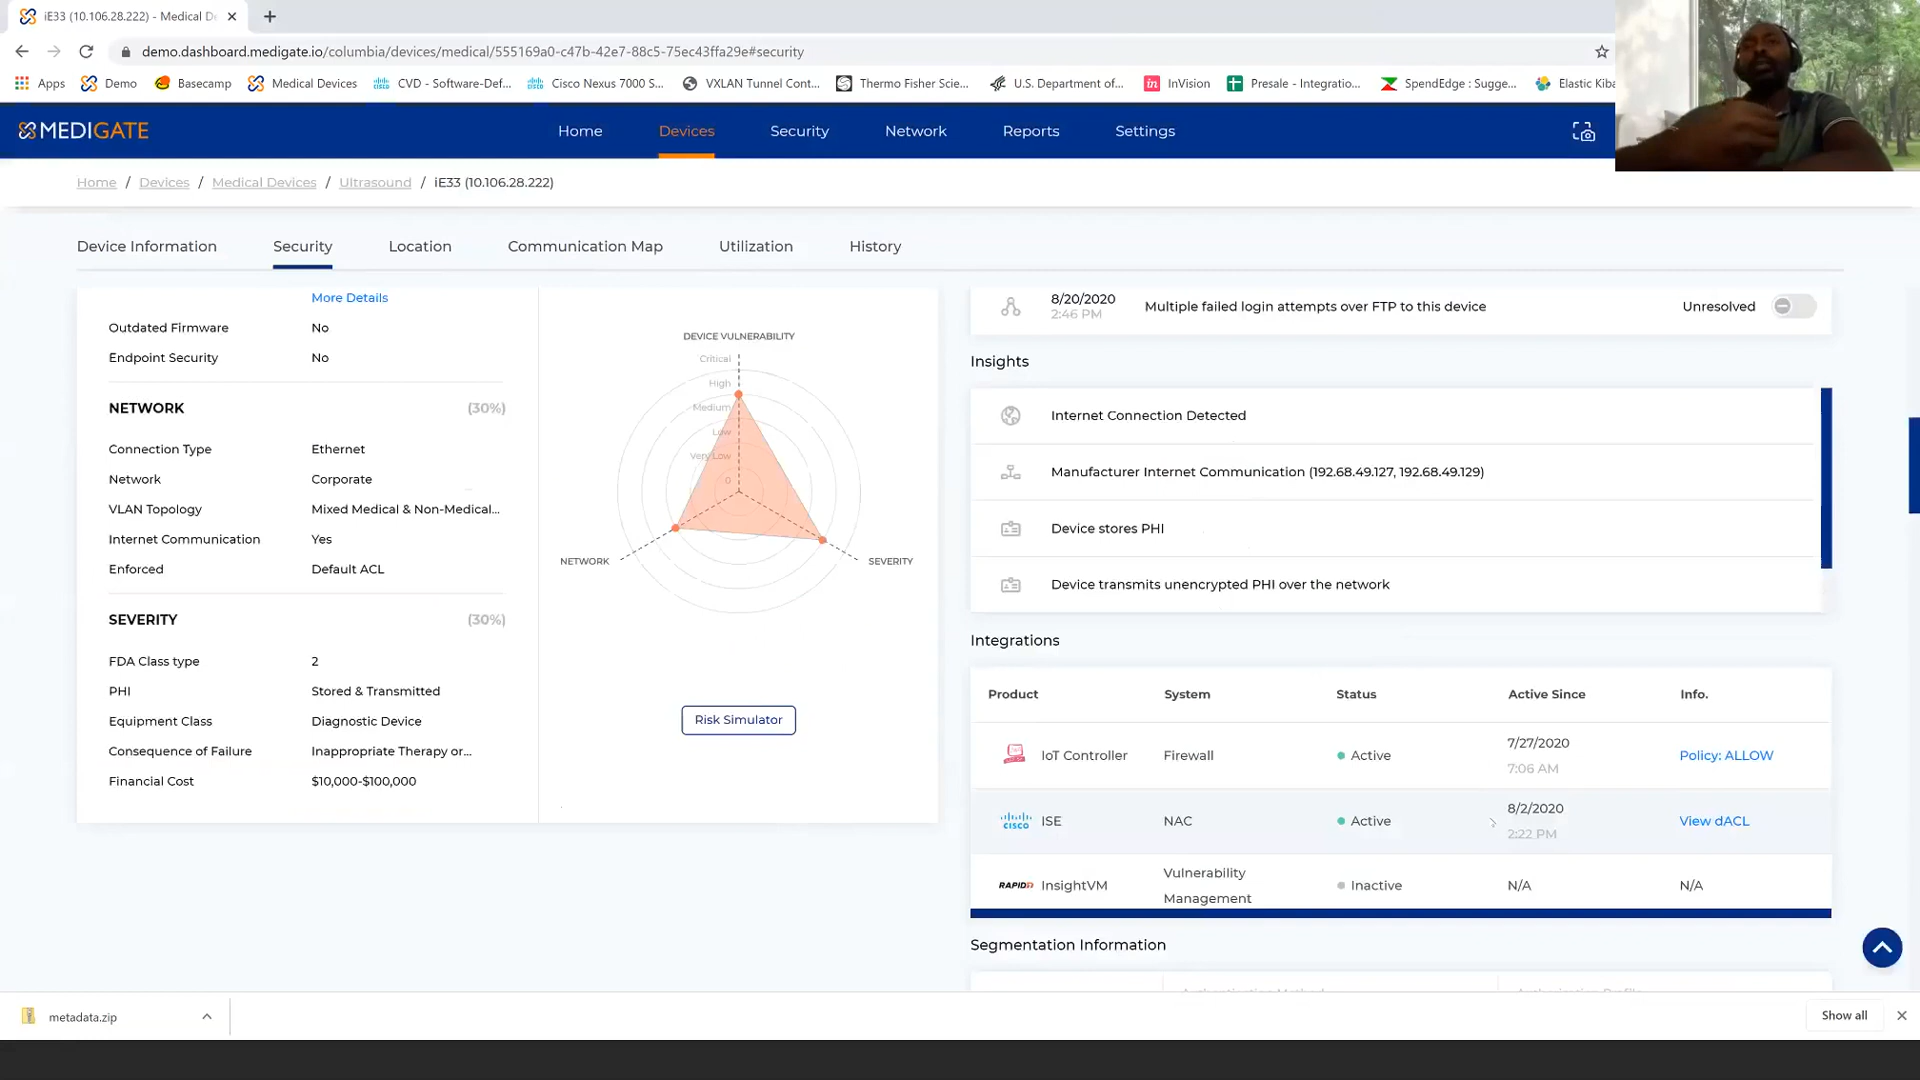 iE33 (10.106.28.222) - Medical De
demo.dashboard.medigate.io/columbia/devices/medical/555169a0-c47b-42e7-88c5-75ec43ffa29e#security
Apps
Demo
Basecamp
Medical Devices
CVD - Software-Def...
Cisco Nexus 7000 S...
VXLAN Tunnel Cont...
Thermo Fisher Scie...
U.S. Department of...
InVision
Presale - Integratio...
SpendEdge : Sugge...
Elastic Kiba
MEDIGATE
Home
Devices
Security
Network
Reports
Settings
Home / Devices / Medical Devices / Ultrasound / iE33 (10.106.28.222)
Device Information
Security
Location
Communication Map
Utilization
History
More Details
Outdated Firmware No
Endpoint Security No
NETWORK (30%)
Connection Type Ethernet
Network Corporate
VLAN Topology Mixed Medical & Non-Medical...
Internet Communication Yes
Enforced Default ACL
SEVERITY (30%)
FDA Class type 2
PHI Stored & Transmitted
Equipment Class Diagnostic Device
Consequence of Failure Inappropriate Therapy or...
Financial Cost $10,000-$100,000
DEVICE VULNERABILITY
Critical
High
Medium
Low
Very Low
0
NETWORK
SEVERITY
Risk Simulator
8/20/2020
2:46 PM
Multiple failed login attempts over FTP to this device
Unresolved
Insights
Internet Connection Detected
Manufacturer Internet Communication (192.68.49.127, 192.68.49.129)
Device stores PHI
Device transmits unencrypted PHI over the network
Integrations
Product System Status Active Since Info.
IoT Controller Firewall Active 7/27/2020 7:06 AM Policy: ALLOW
CISCO ISE NAC Active 8/2/2020 2:22 PM View dACL
RAPID7 InsightVM Vulnerability Management Inactive N/A N/A
Segmentation Information
metadata.zip
Show all